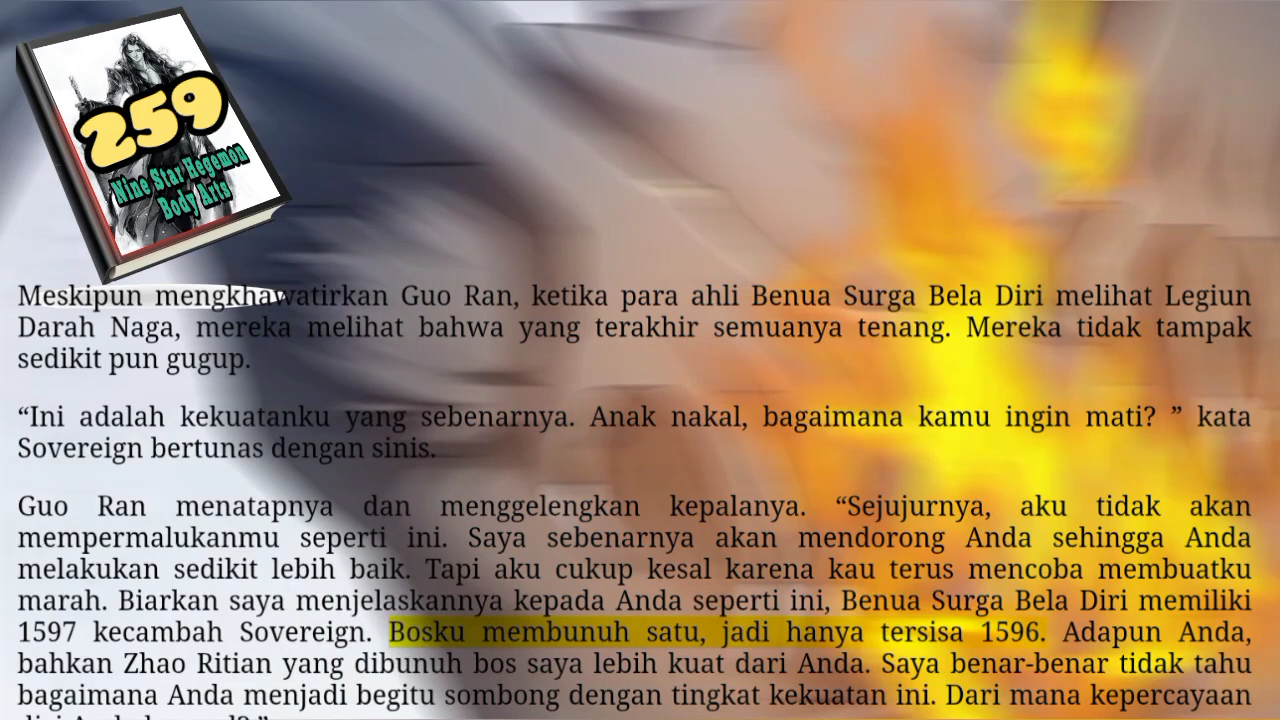 259
Nine Star Hegemon
Body Arts
Meskipun mengkhawatirkan Guo Ran, ketika para ahli Benua Surga Bela Diri melihat Legiun
Darah Naga, mereka melihat bahwa yang terakhir semuanya tenang. Mereka tidak tampak
sedikit pun gugup.
“Ini adalah kekuatanku yang sebenarnya. Anak nakal, bagaimana kamu ingin mati? ” kata
Sovereign bertunas dengan sinis.
Guo Ran menatapnya dan menggelengkan kepalanya. “Sejujurnya, aku tidak akan
mempermalukanmu seperti ini. Saya sebenarnya akan mendorong Anda sehingga Anda
melakukan sedikit lebih baik. Tapi aku cukup kesal karena kau terus mencoba membuatku
marah. Biarkan saya menjelaskannya kepada Anda seperti ini, Benua Surga Bela Diri memiliki
1597 kecambah Sovereign. Bosku membunuh satu, jadi hanya tersisa 1596. Adapun Anda,
bahkan Zhao Ritian yang dibunuh bos saya lebih kuat dari Anda. Saya benar-benar tidak tahu
bagaimana Anda menjadi begitu sombong dengan tingkat kekuatan ini. Dari mana kepercayaan